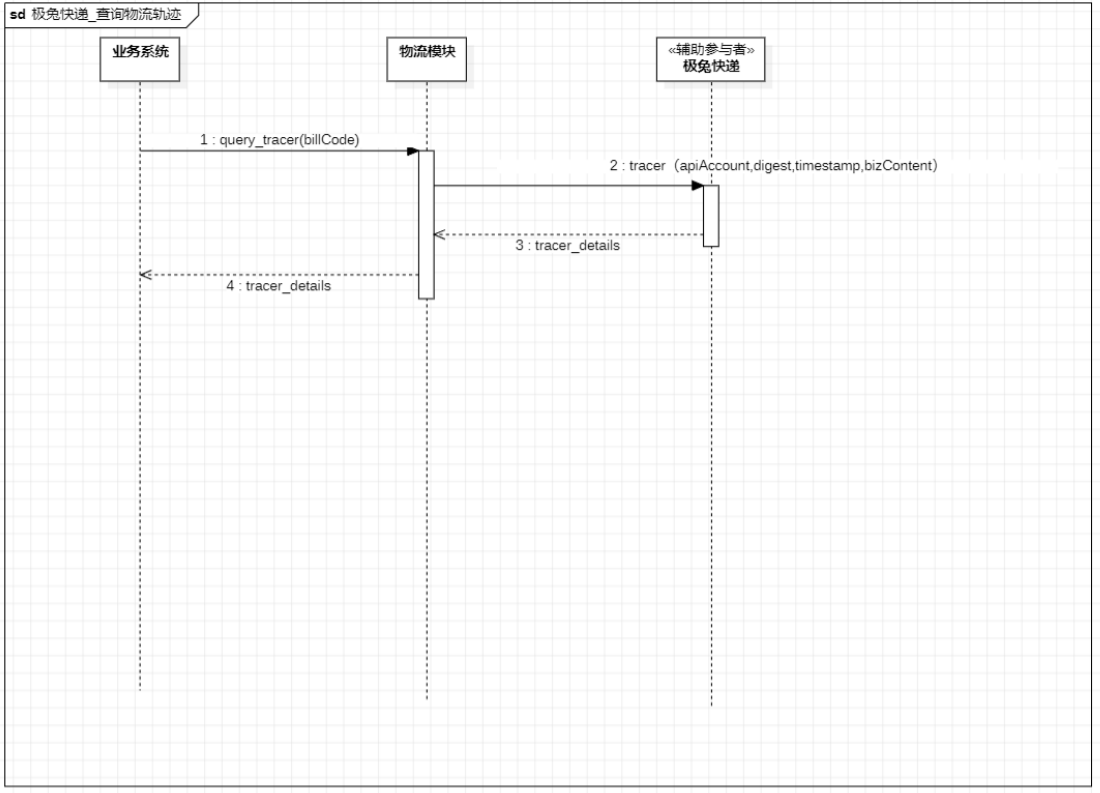 sd 极兔快递_查询物流轨迹
业务系统
物流模块
«辅助参与者»
极兔快递
1 : query_tracer(billCode)
2 : tracer（apiAccount,digest,timestamp,bizContent）
3 : tracer_details
4 : tracer_details